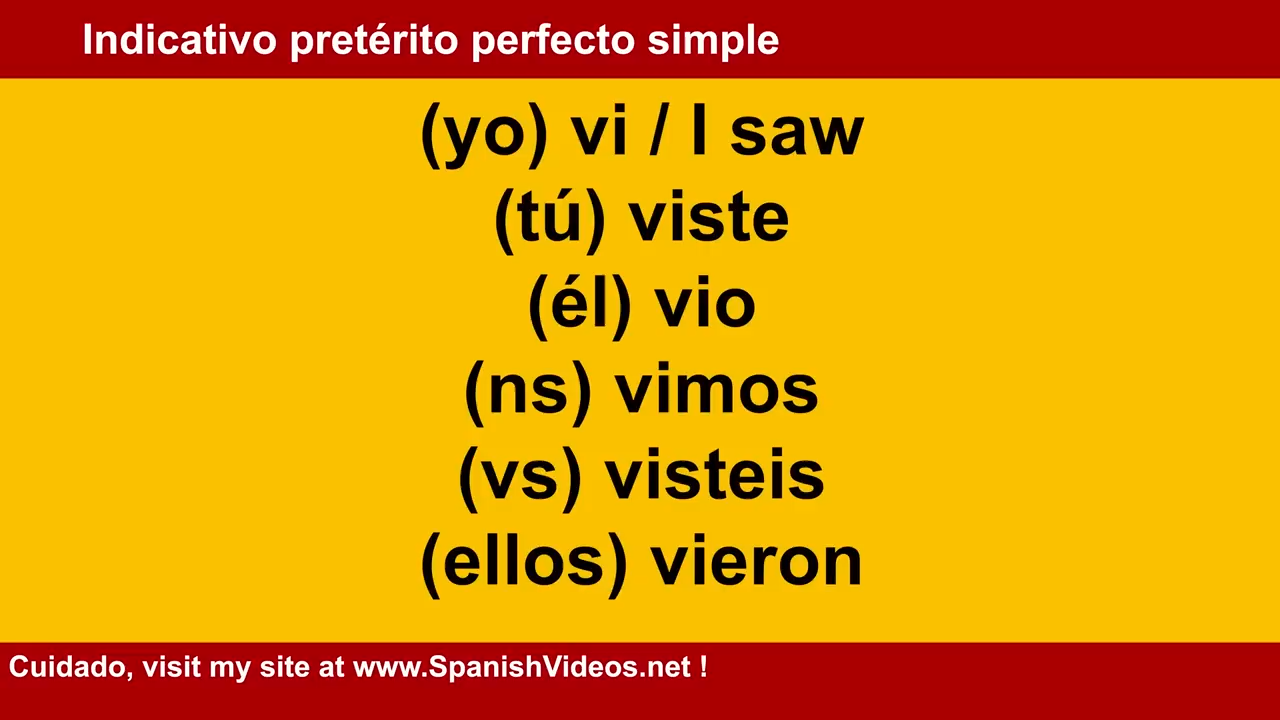 Indicativo pretérito perfecto simple
(yo) vi / I saw
(tú) viste
(él) vio
(ns) vimos
(vs) visteis
(ellos) vieron
Cuidado, visit my site at www.SpanishVideos.net !